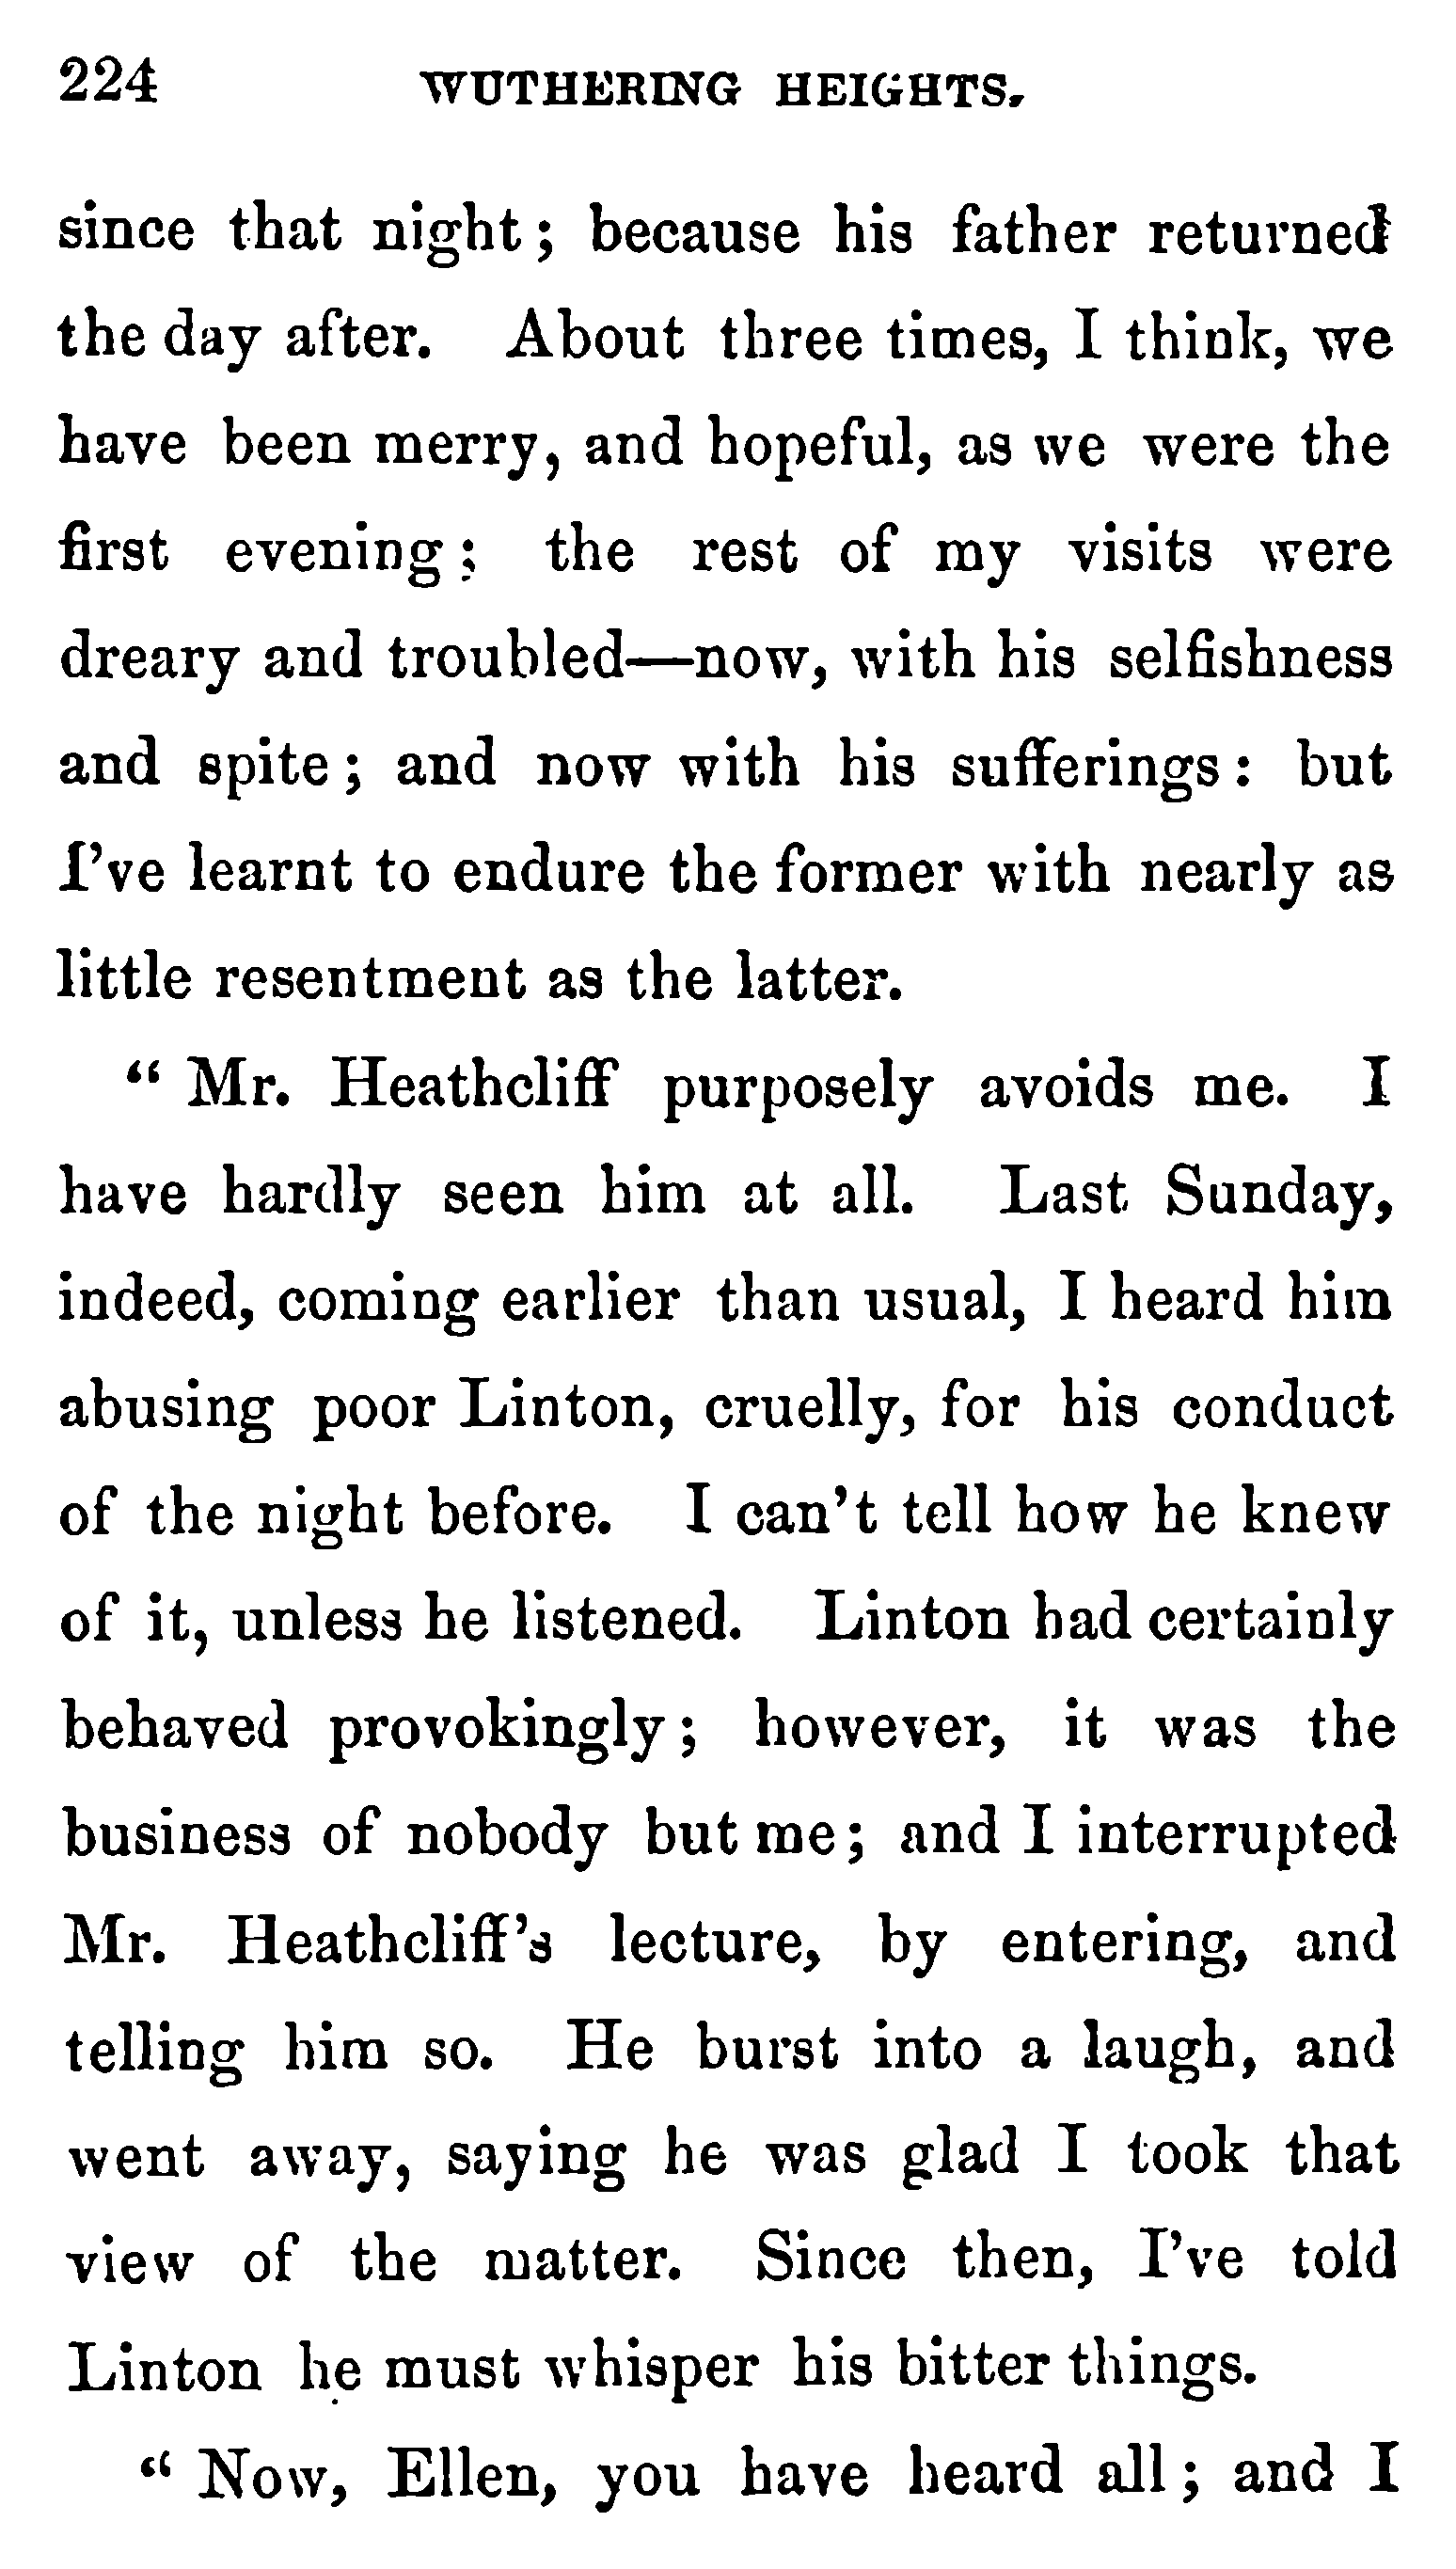 224 WUTHERING HEIGHTS.
since that night; because his father returned
the day after. About three times, I think, we
have been merry, and hopeful, as we were the
first evening; the rest of my visits were
dreary and troubled—now, with his selfishness
and spite; and now with his sufferings: but
I've learnt to endure the former with nearly as
little resentment as the latter.
“ Mr. Heathcliff purposely avoids me. I
have hardly seen him at all. Last Sunday,
indeed, coming earlier than usual, I heard him
abusing poor Linton, cruelly, for his conduct
of the night before. I can't tell how he knew
of it, unless he listened. Linton had certainly
behaved provokingly; however, it was the
business of nobody but me; and I interrupted
Mr. Heathcliff's lecture, by entering, and
telling him so. He burst into a laugh, and
went away, saying he was glad I took that
view of the matter. Since then, I've told
Linton he must whisper his bitter things.
“ Now, Ellen, you have heard all; and I